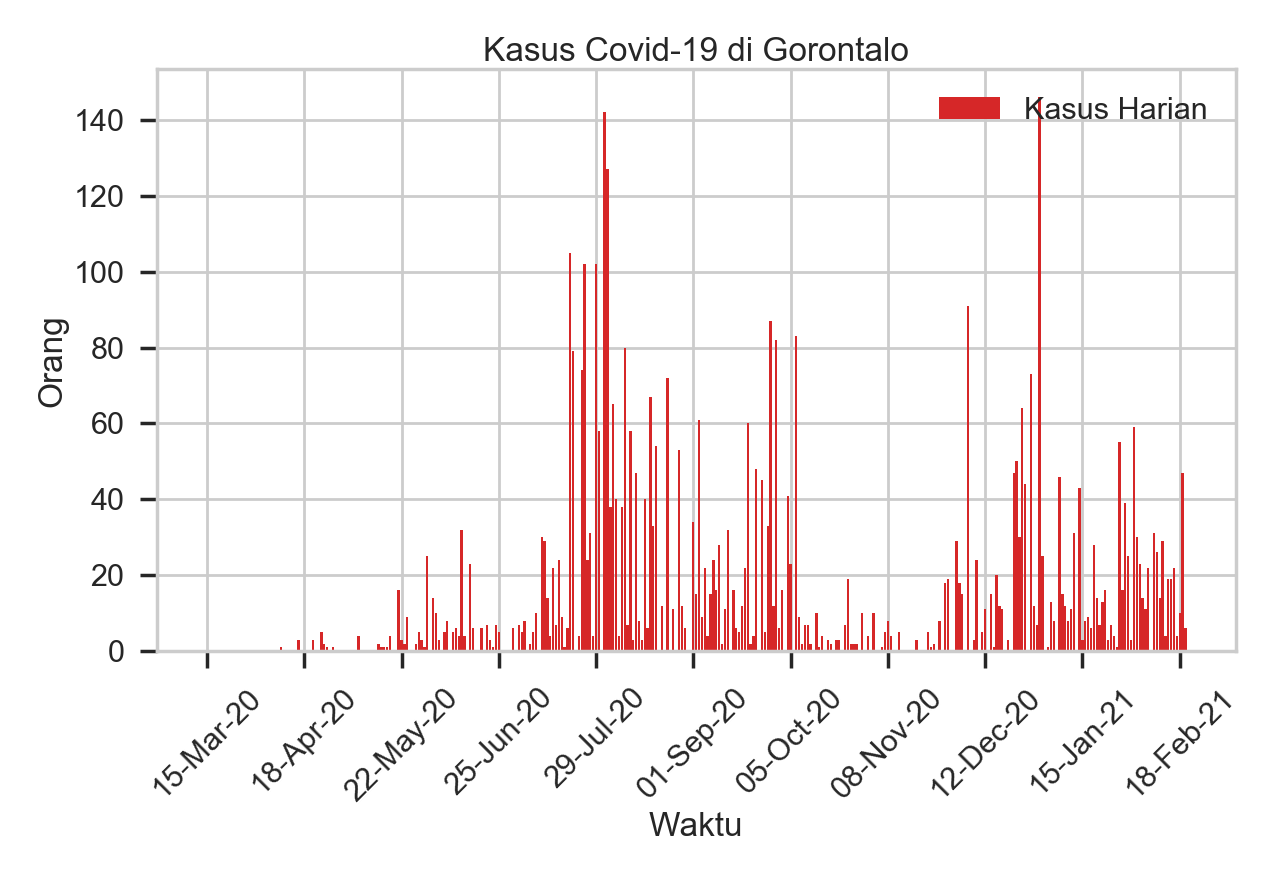 Kasus Covid-19 di Gorontalo
Kasus Harian
140
120
100
80
60
40
20
0
Orang
15-Mar-20
18-Apr-20
22-May-20
25-Jun-20
29-Jul-20
01-Sep-20
05-Oct-20
08-Nov-20
12-Dec-20
15-Jan-21
18-Feb-21
Waktu